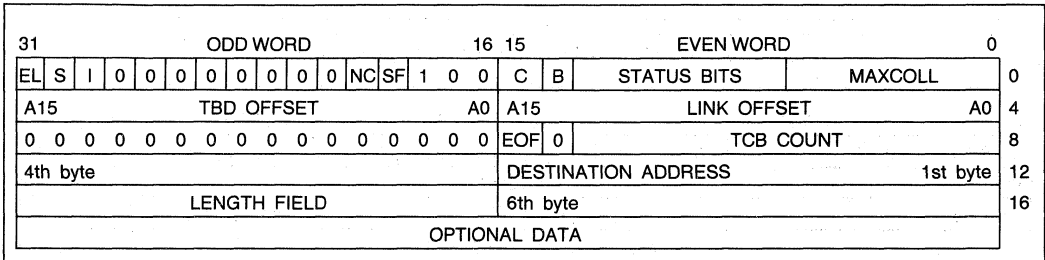 31 ODD WORD 16 15 EVEN WORD 0
EL S I 0 0 0 0 0 0 0 0 NC SF 1 0 0 C B STATUS BITS MAXCOLL 0
A15 TBD OFFSET A0 A15 LINK OFFSET A0 4
0 0 0 0 0 0 0 0 0 0 0 0 0 0 0 0 EOF 0 TCB COUNT 8
4th byte DESTINATION ADDRESS 1st byte 12
LENGTH FIELD 6th byte 16
OPTIONAL DATA